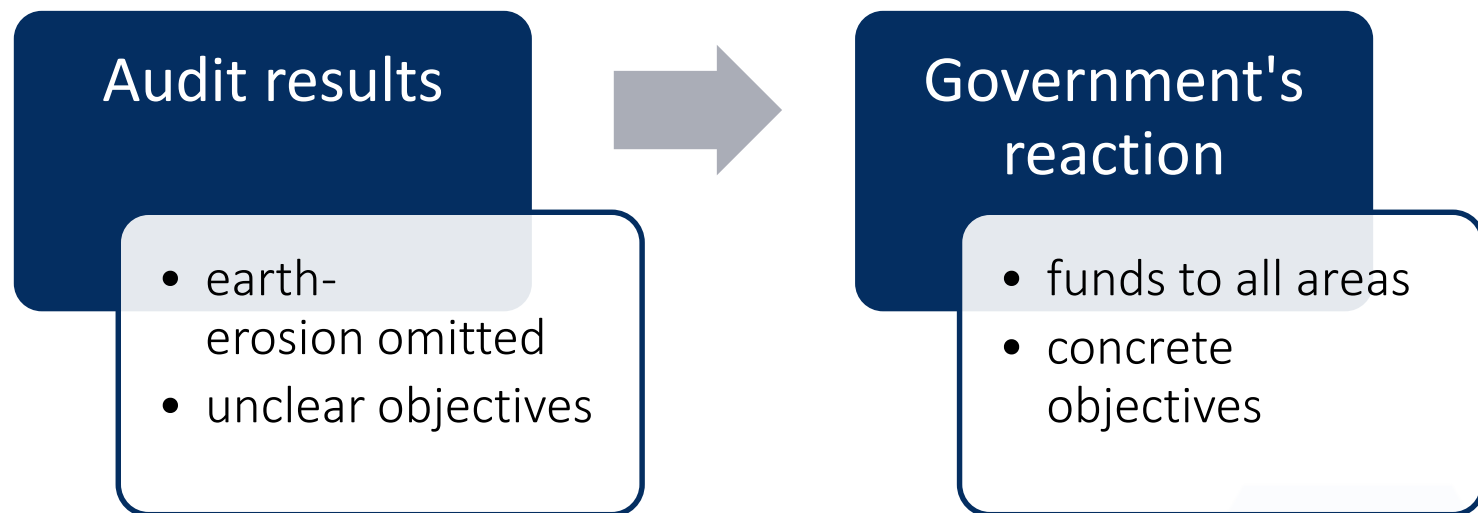 Audit results
• earth-
erosion omitted
• unclear objectives
Government's
reaction
• funds to all areas
• concrete
objectives